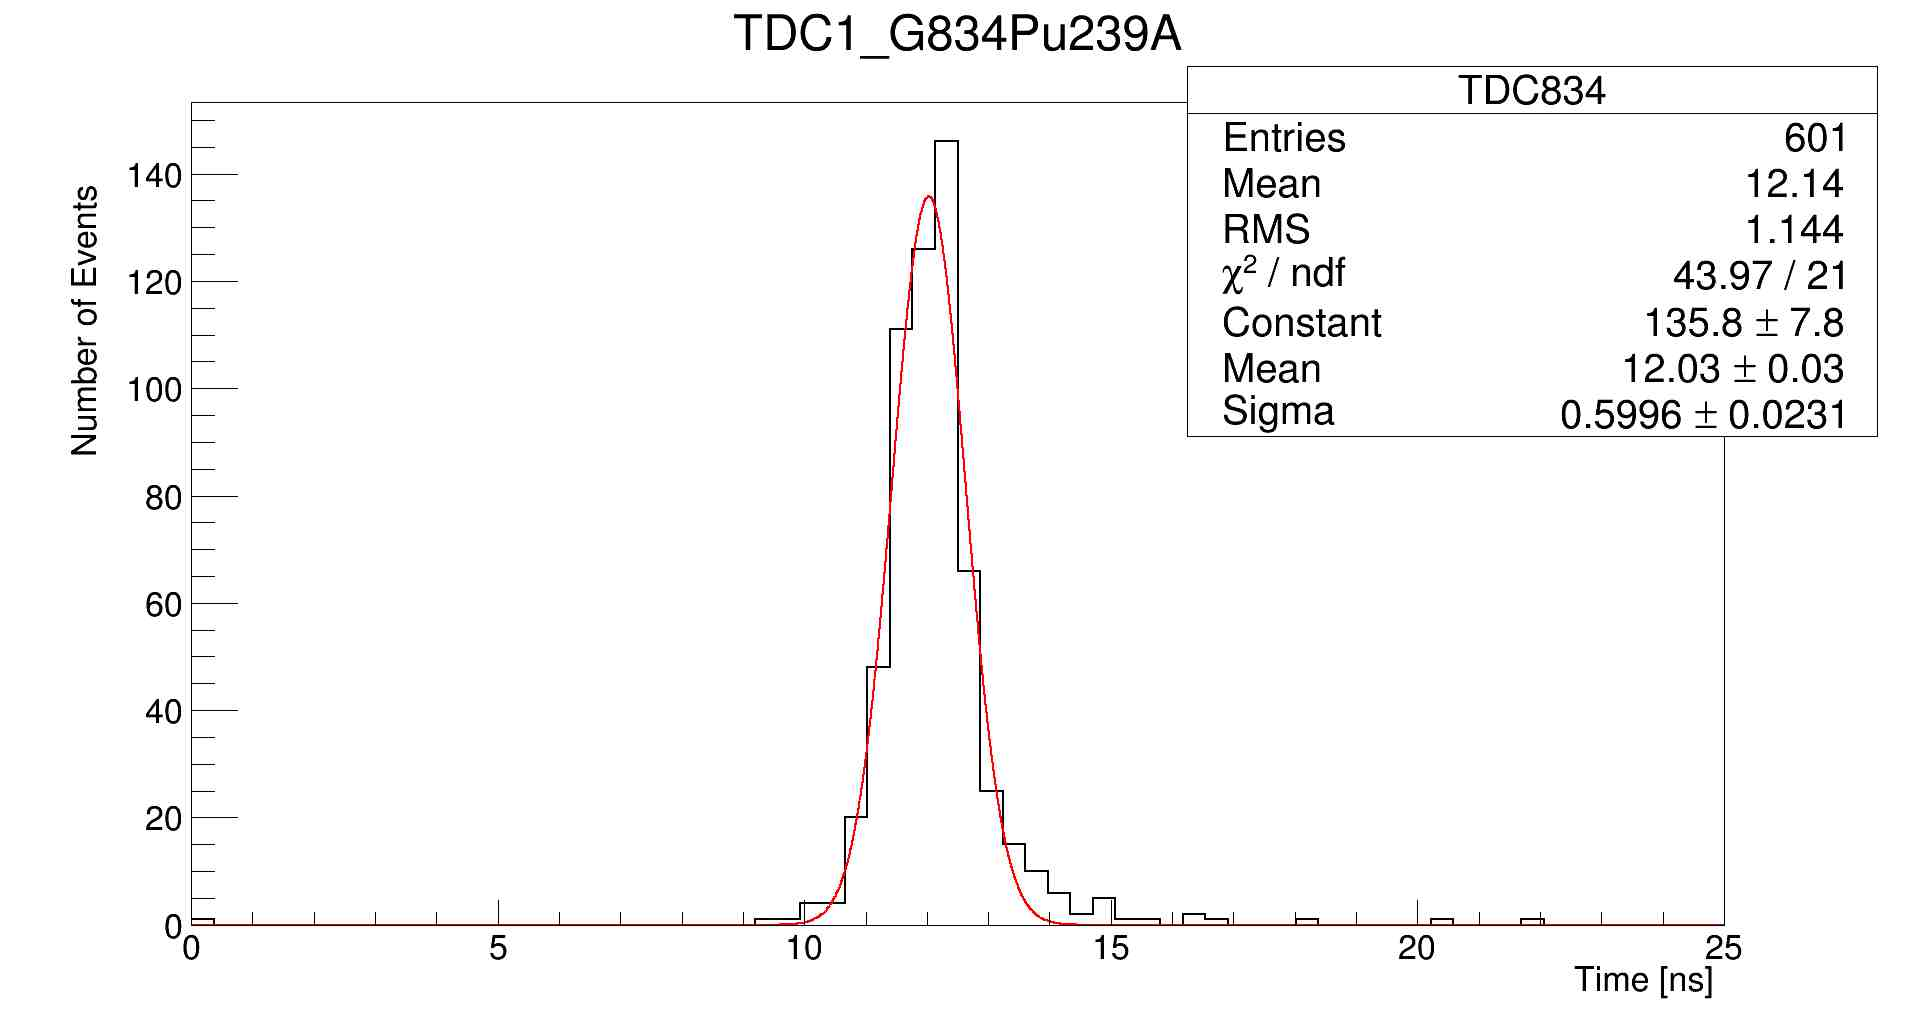 TDC1_G834Pu239A
TDC834
Entries 601
Mean 12.14
RMS 1.144
χ² / ndf 43.97 / 21
Constant 135.8 ± 7.8
Mean 12.03 ± 0.03
Sigma 0.5996 ± 0.0231
Number of Events
140
120
100
80
60
40
20
0
0 5 10 15 20 25
Time [ns]